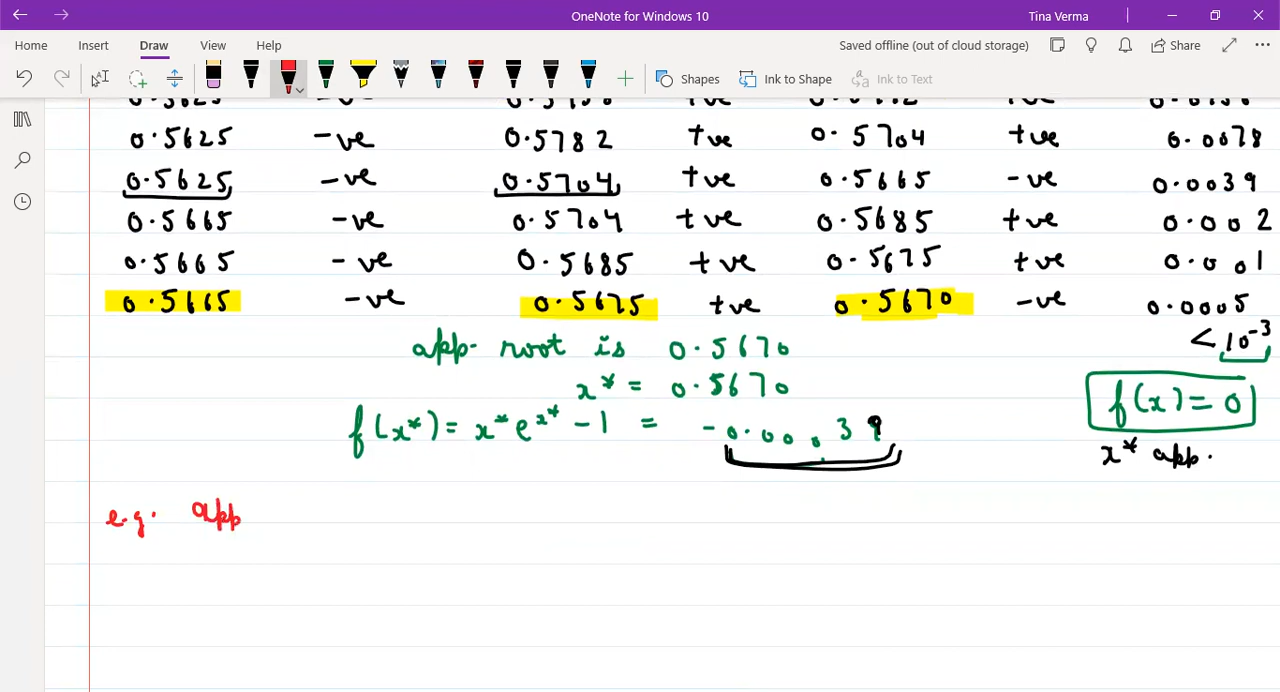 OneNote for Windows 10
Tina Verma
Home Insert Draw View Help
Saved offline (out of cloud storage)
Share
Shapes
Ink to Shape
Ink to Text
0.5625 -ve 0.5782 +ve 0.5704 +ve 0.0078
0.5625 -ve 0.5704 +ve 0.5665 -ve 0.0039
0.5665 -ve 0.5704 +ve 0.5685 +ve 0.002
0.5665 -ve 0.5685 +ve 0.5675 +ve 0.001
0.5665 -ve 0.5675 +ve 0.5670 -ve 0.0005
app. root is 0.5670
< 10⁻³
x* = 0.5670
f(x*) = x* e^x* - 1 = -0.00039
f(x) = 0
x* app.
e.g. app